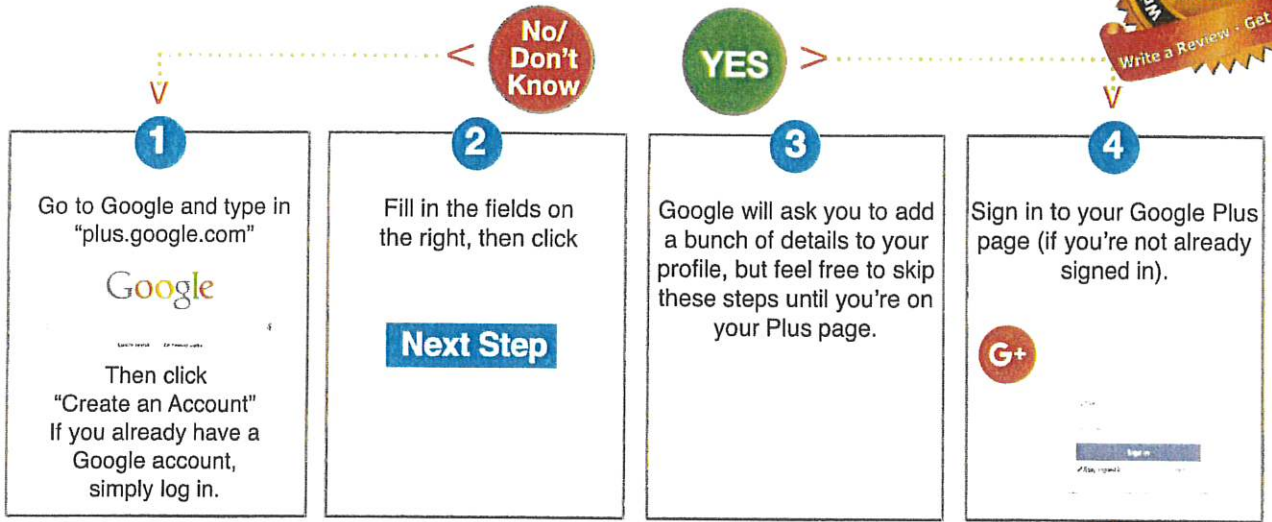 No/
Don't
Know
YES
Write a Review · Get
1
Go to Google and type in
“plus.google.com”
Google
Then click
“Create an Account”
If you already have a
Google account,
simply log in.
2
Fill in the fields on
the right, then click
Next Step
3
Google will ask you to add
a bunch of details to your
profile, but feel free to skip
these steps until you're on
your Plus page.
4
Sign in to your Google Plus
page (if you're not already
signed in).
G+
Sign in